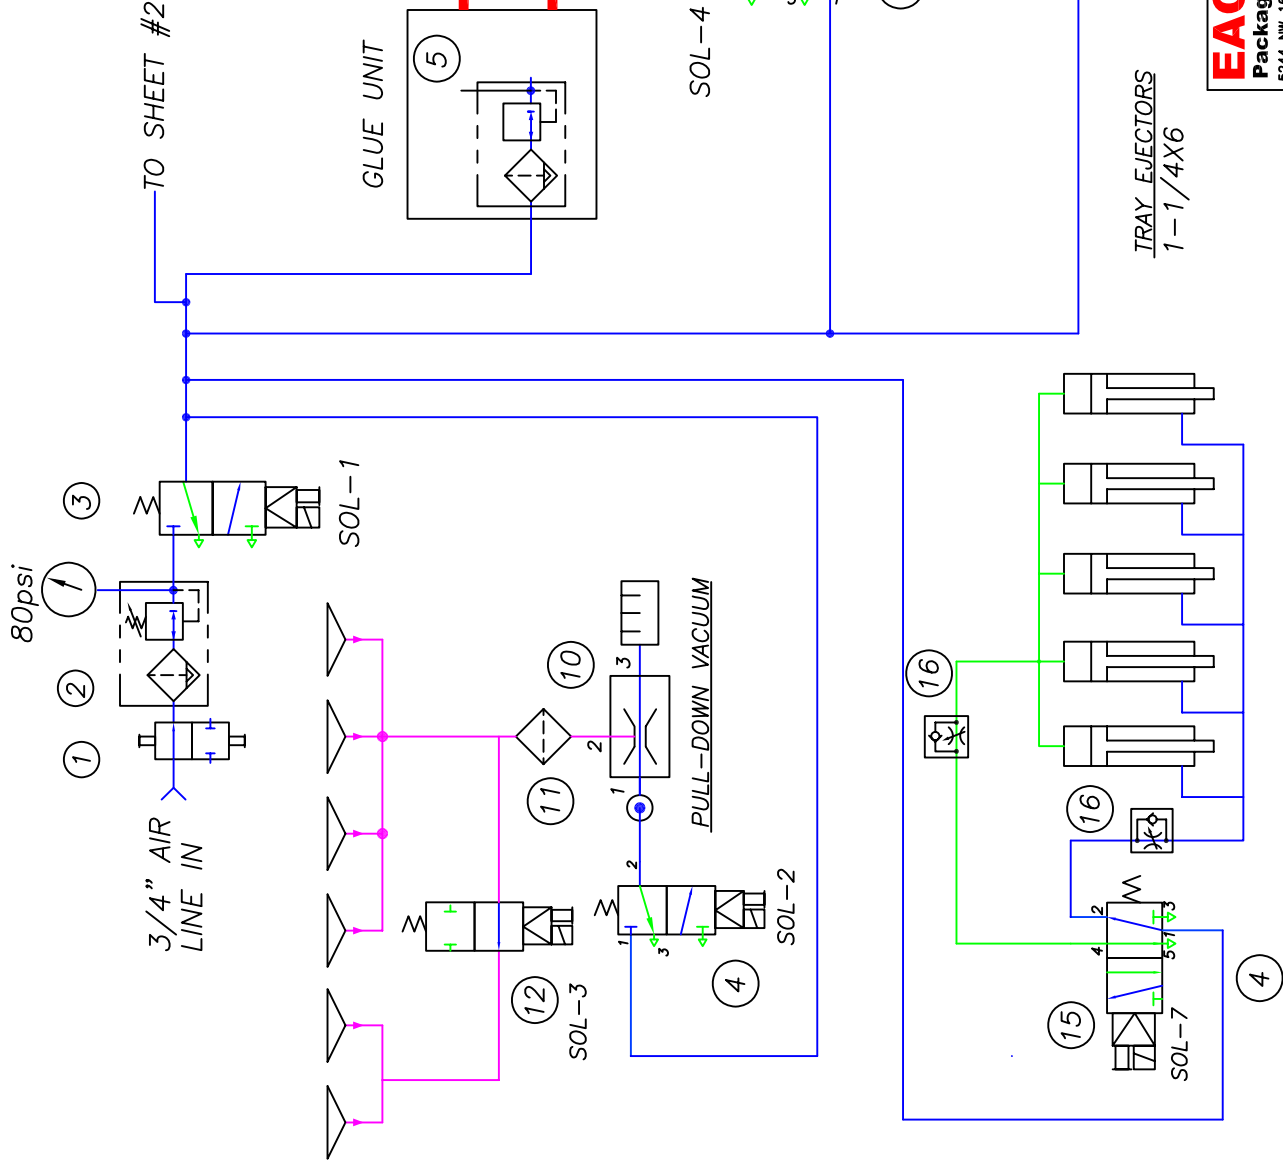 TO SHEET #2
GLUE UNIT
5
SOL-4
EAG
Packag
TRAY EJECTORS
1-1/4X6
80psi
3
2
1
SOL-1
3/4" AIR
LINE IN
10
11
3
2
1
PULL-DOWN VACUUM
2
1
3
SOL-2
4
12
SOL-3
16
16
2
3
4
1
5
15
SOL-7
4